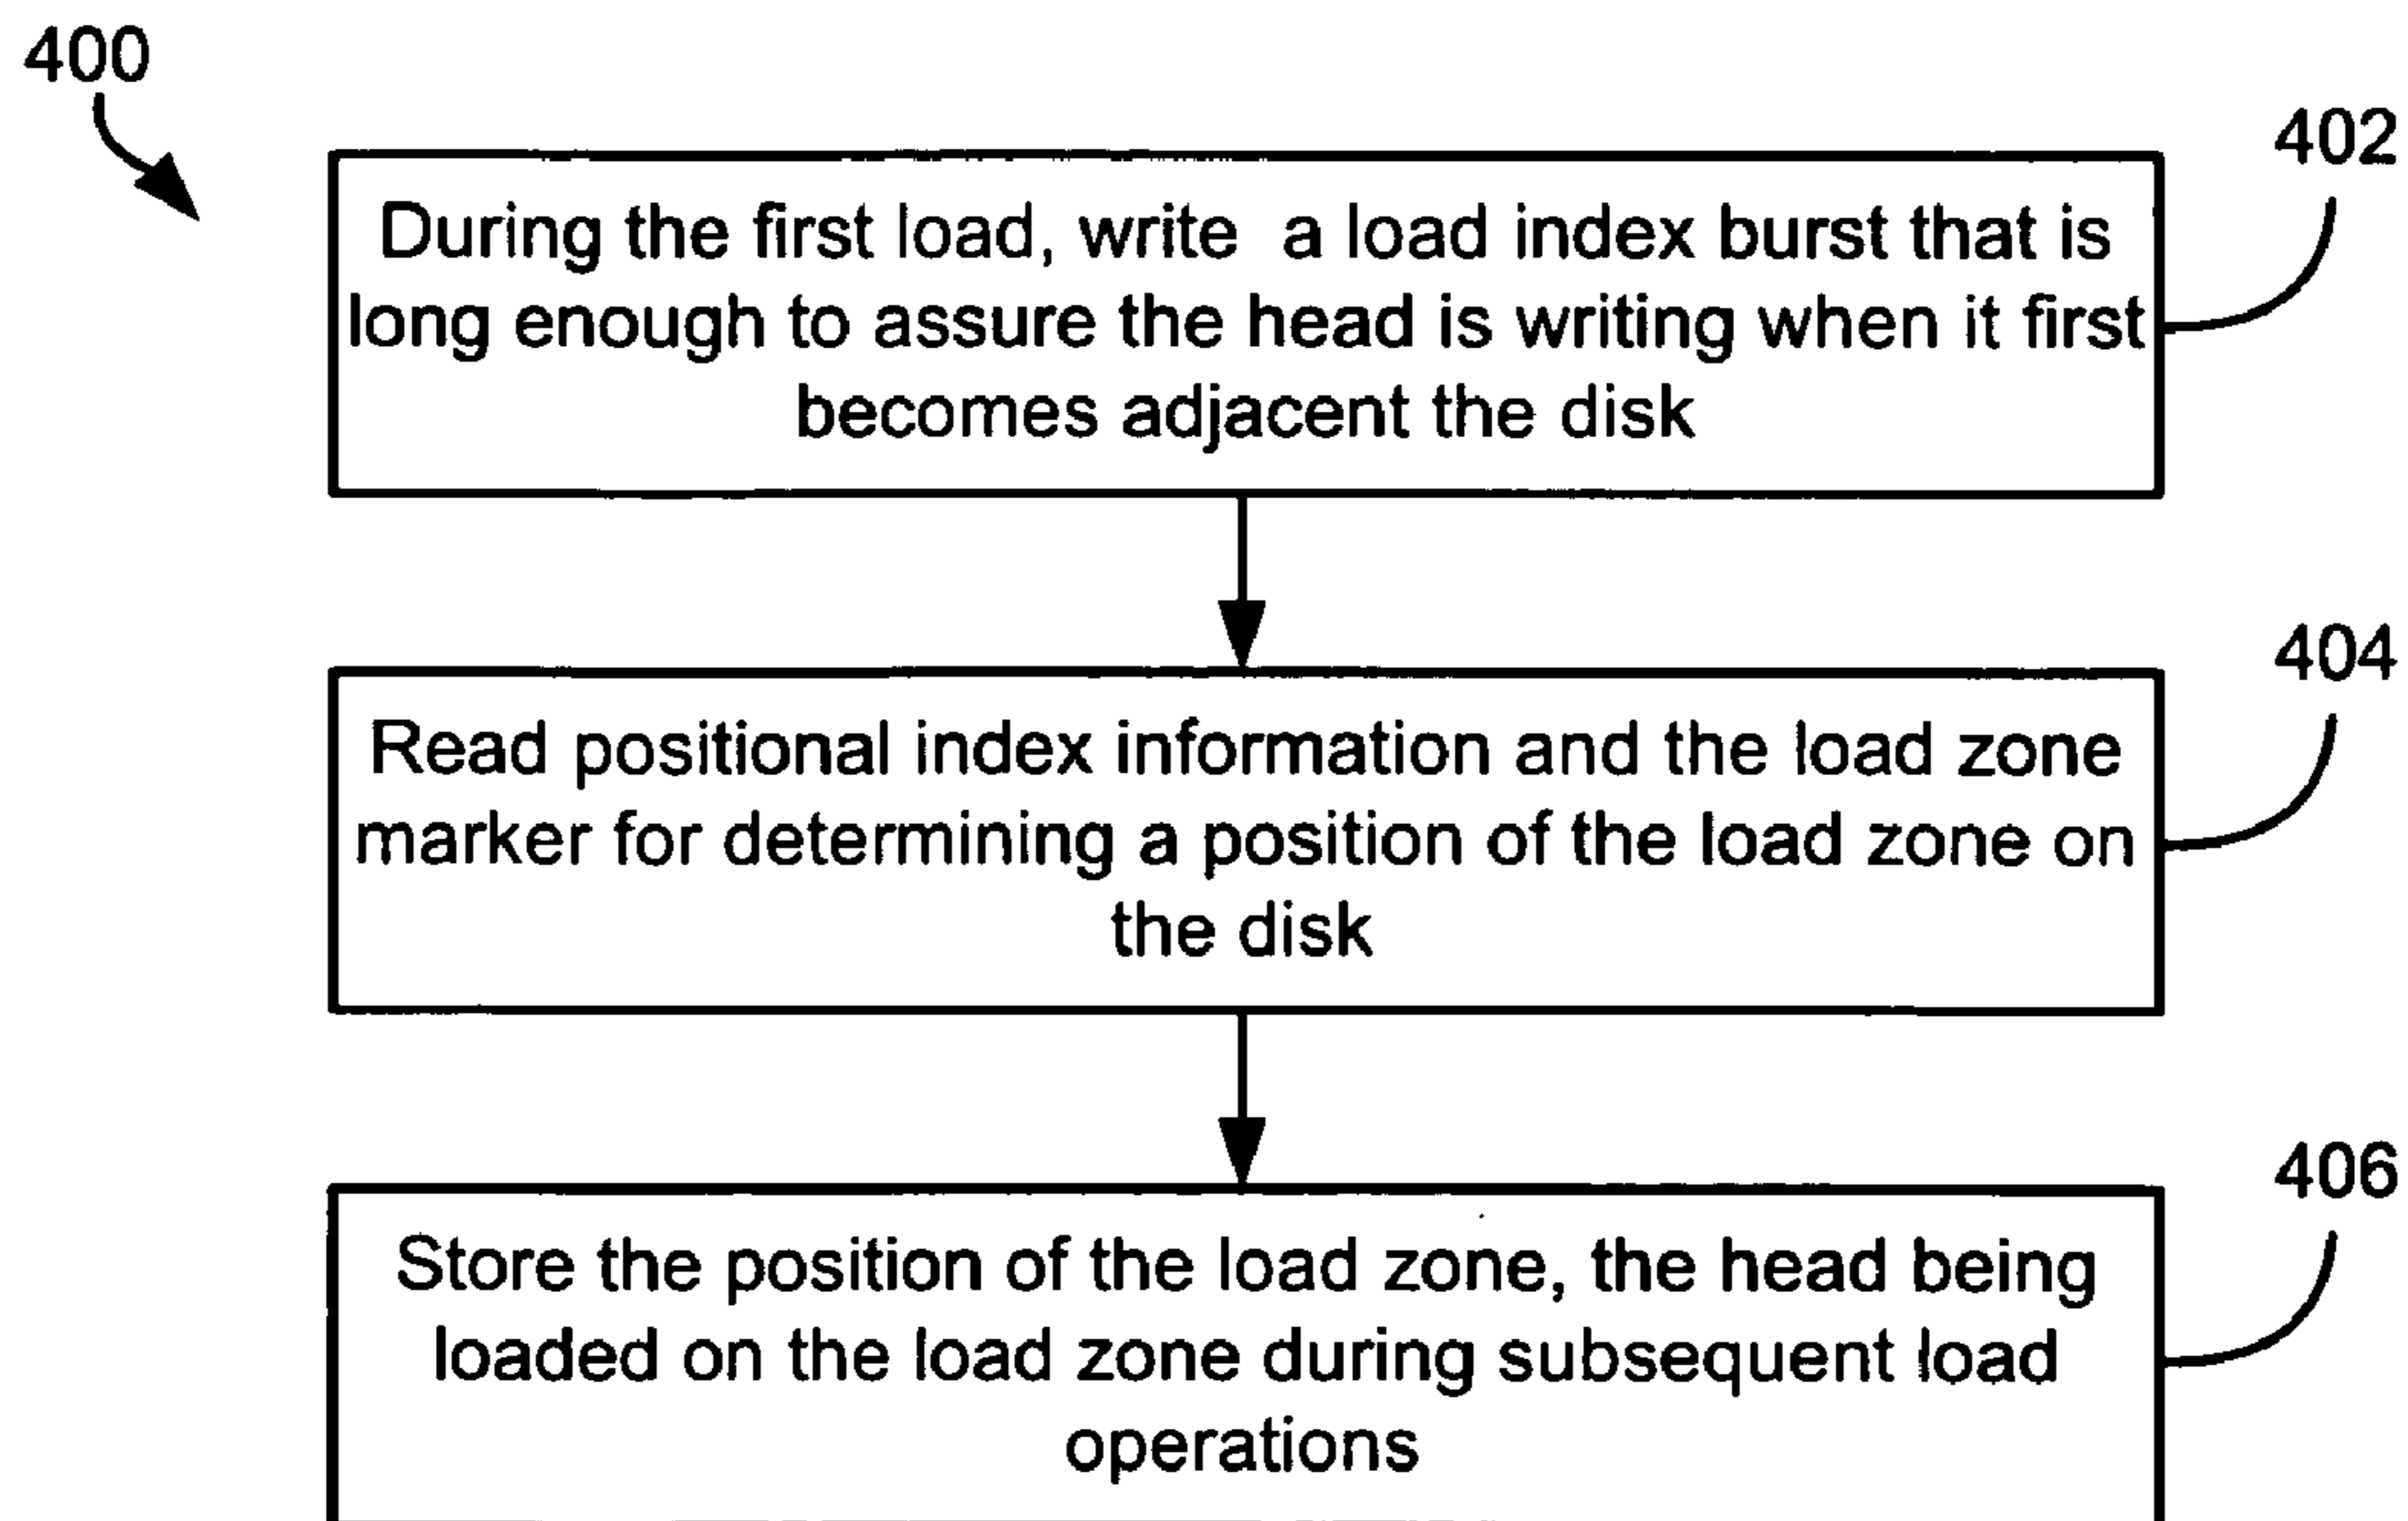 400
402
During the first load, write a load index burst that is
long enough to assure the head is writing when it first
becomes adjacent the disk
404
Read positional index information and the load zone
marker for determining a position of the load zone on
the disk
406
Store the position of the load zone, the head being
loaded on the load zone during subsequent load
operations